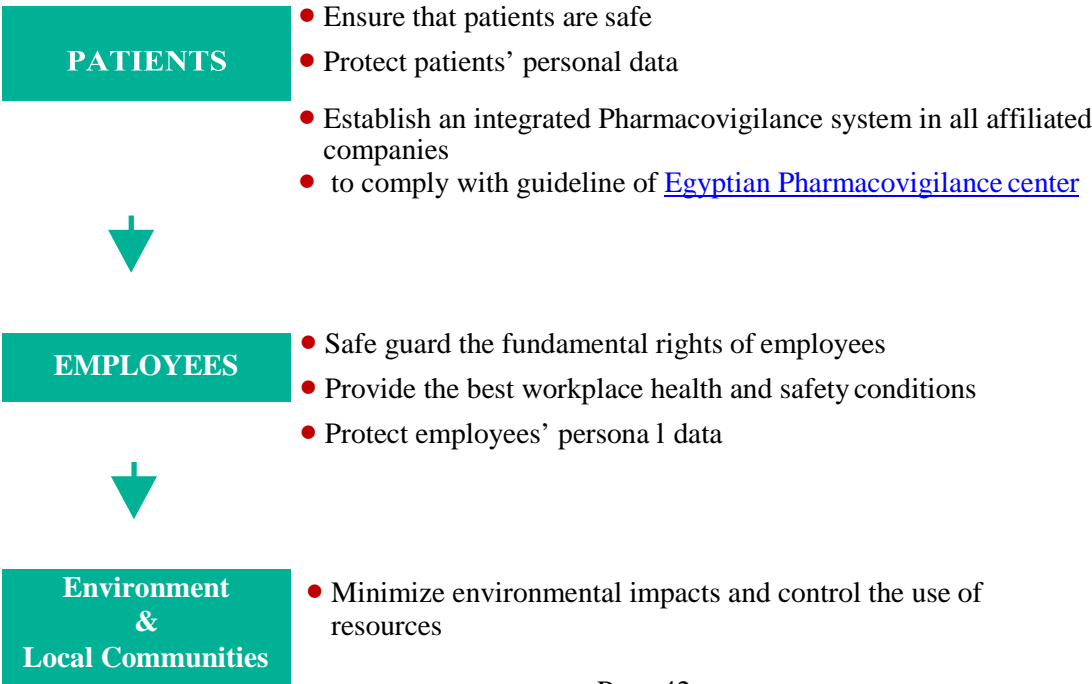 PATIENTS
• Ensure that patients are safe
• Protect patients’ personal data
• Establish an integrated Pharmacovigilance system in all affiliated
companies
• to comply with guideline of Egyptian Pharmacovigilance center
EMPLOYEES
• Safe guard the fundamental rights of employees
• Provide the best workplace health and safety conditions
• Protect employees’ persona l data
Environment
&
Local Communities
• Minimize environmental impacts and control the use of
resources